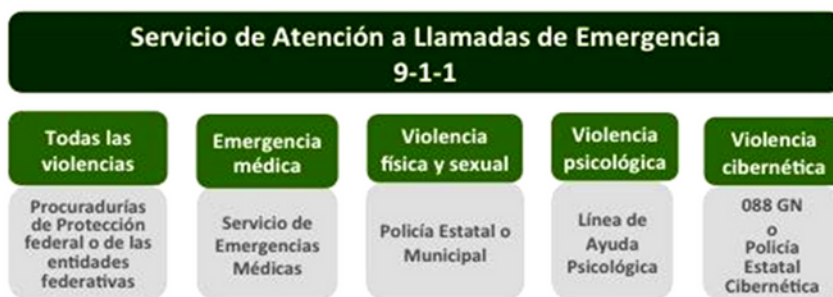 Servicio de Atención a Llamadas de Emergencia
9-1-1
Todas las
violencias
Procuradurías
de Protección
federal o de las
entidades
federativas
Emergencia
médica
Servicio de
Emergencias
Médicas
Violencia
física y sexual
Policía Estatal o
Municipal
Violencia
psicológica
Línea de
Ayuda
Psicológica
Violencia
cibernética
088 GN
o
Policía
Estatal
Cibernética